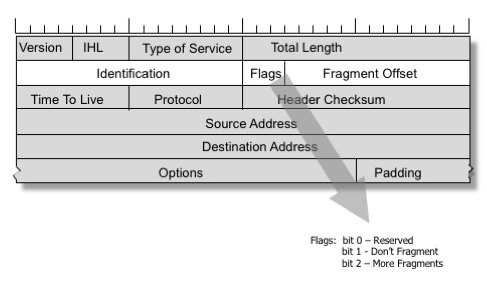 Version IHL Type of Service Total Length
Identification Flags Fragment Offset
Time To Live Protocol Header Checksum
Source Address
Destination Address
Options Padding
Flags: bit 0 – Reserved
bit 1 - Don't Fragment
bit 2 – More Fragments